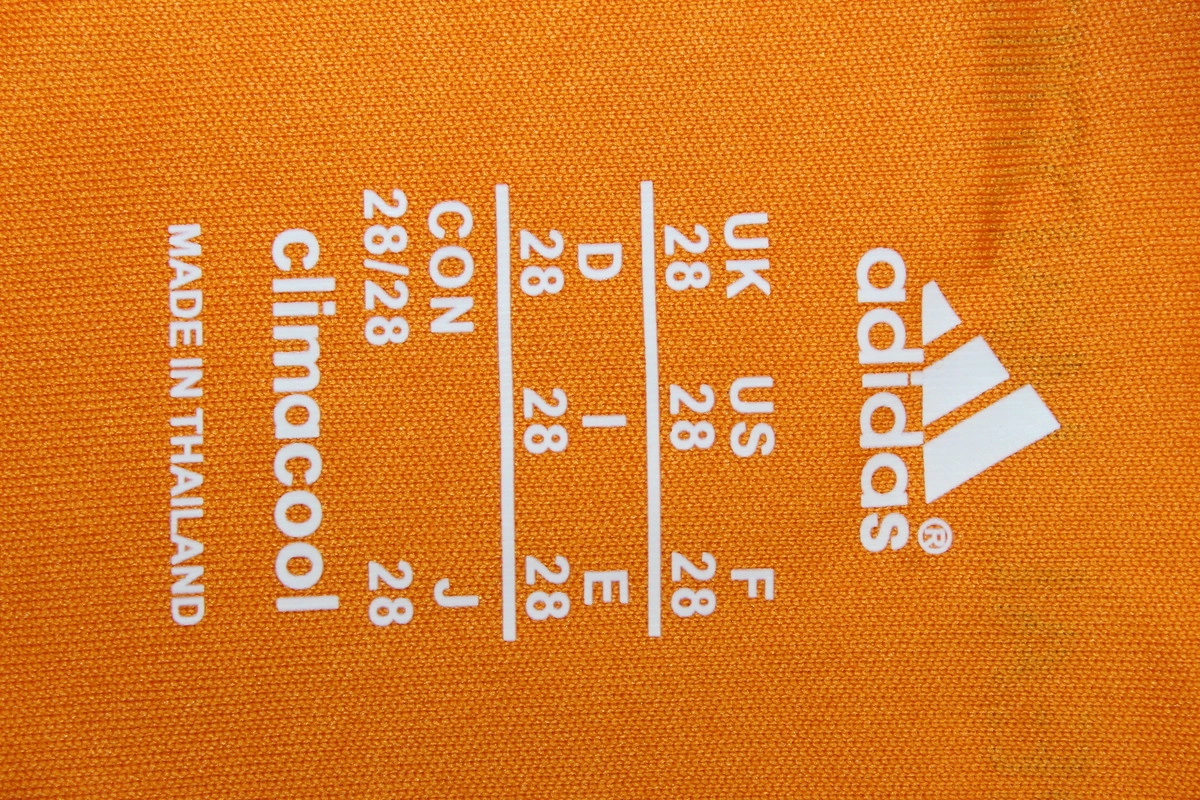 adidas®
UK US F
28 28 28
D I E
28 28 28
CON J
28/28 28
climacool
MADE IN THAILAND